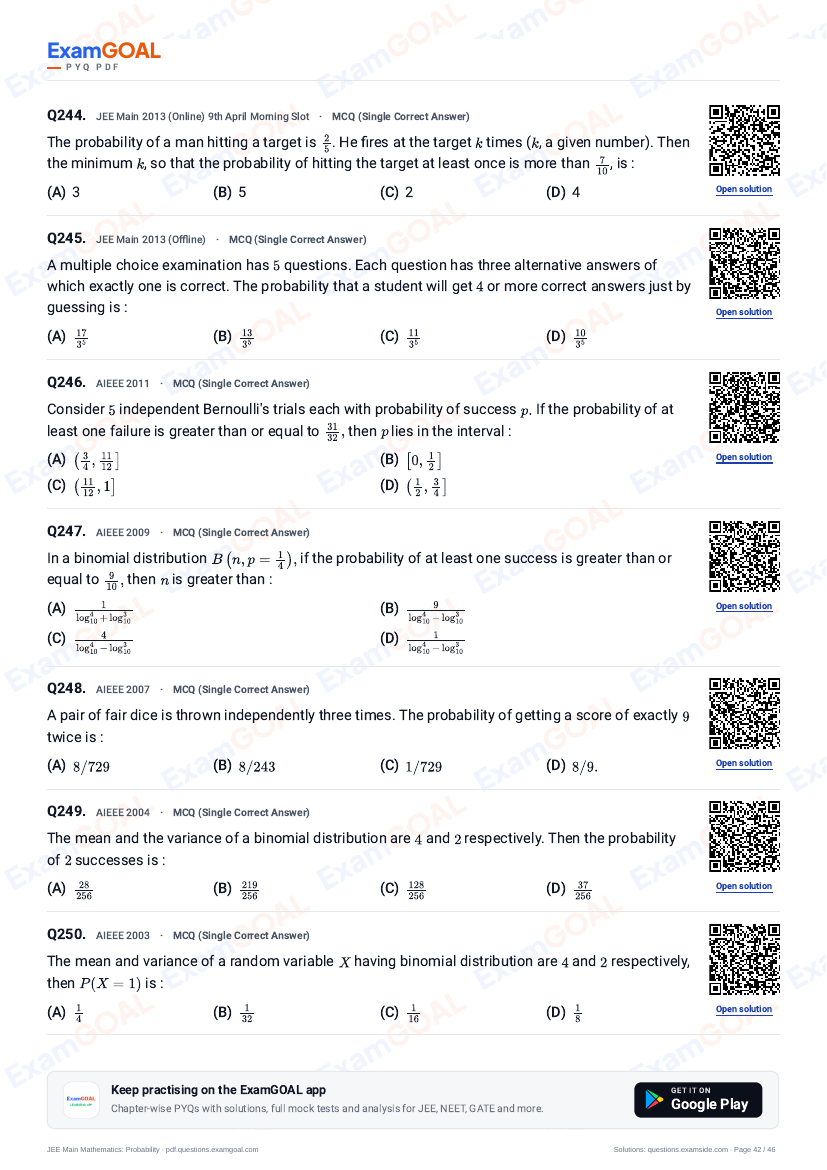 ExamGOAL
PYQ PDF
Q244. JEE Main 2013 (Online) 9th April Morning Slot · MCQ (Single Correct Answer)
The probability of a man hitting a target is 2/5. He fires at the target k times (k, a given number). Then
the minimum k, so that the probability of hitting the target at least once is more than 7/10, is :
(A) 3 (B) 5 (C) 2 (D) 4
Open solution
Q245. JEE Main 2013 (Offline) · MCQ (Single Correct Answer)
A multiple choice examination has 5 questions. Each question has three alternative answers of
which exactly one is correct. The probability that a student will get 4 or more correct answers just by
guessing is :
(A) 17/3^5 (B) 13/3^5 (C) 11/3^5 (D) 10/3^5
Open solution
Q246. AIEEE 2011 · MCQ (Single Correct Answer)
Consider 5 independent Bernoulli's trials each with probability of success p. If the probability of at
least one failure is greater than or equal to 31/32, then p lies in the interval :
(A) (3/4, 11/12] (B) [0, 1/2]
(C) (11/12, 1] (D) (1/2, 3/4]
Open solution
Q247. AIEEE 2009 · MCQ (Single Correct Answer)
In a binomial distribution B (n, p = 1/4), if the probability of at least one success is greater than or
equal to 9/10, then n is greater than :
(A) 1/(log_10^4 + log_10^3) (B) 9/(log_10^4 − log_10^3)
(C) 4/(log_10^4 − log_10^3) (D) 1/(log_10^4 − log_10^3)
Open solution
Q248. AIEEE 2007 · MCQ (Single Correct Answer)
A pair of fair dice is thrown independently three times. The probability of getting a score of exactly 9
twice is :
(A) 8/729 (B) 8/243 (C) 1/729 (D) 8/9.
Open solution
Q249. AIEEE 2004 · MCQ (Single Correct Answer)
The mean and the variance of a binomial distribution are 4 and 2 respectively. Then the probability
of 2 successes is :
(A) 28/256 (B) 219/256 (C) 128/256 (D) 37/256
Open solution
Q250. AIEEE 2003 · MCQ (Single Correct Answer)
The mean and variance of a random variable X having binomial distribution are 4 and 2 respectively,
then P(X = 1) is :
(A) 1/4 (B) 1/32 (C) 1/16 (D) 1/8
Open solution
ExamGOAL
Keep practising on the ExamGOAL app
Chapter-wise PYQs with solutions, full mock tests and analysis for JEE, NEET, GATE and more.
GET IT ON
Google Play
JEE Main Mathematics: Probability · pdf.questions.examgoal.com
Solutions: questions.examside.com · Page 42 / 46